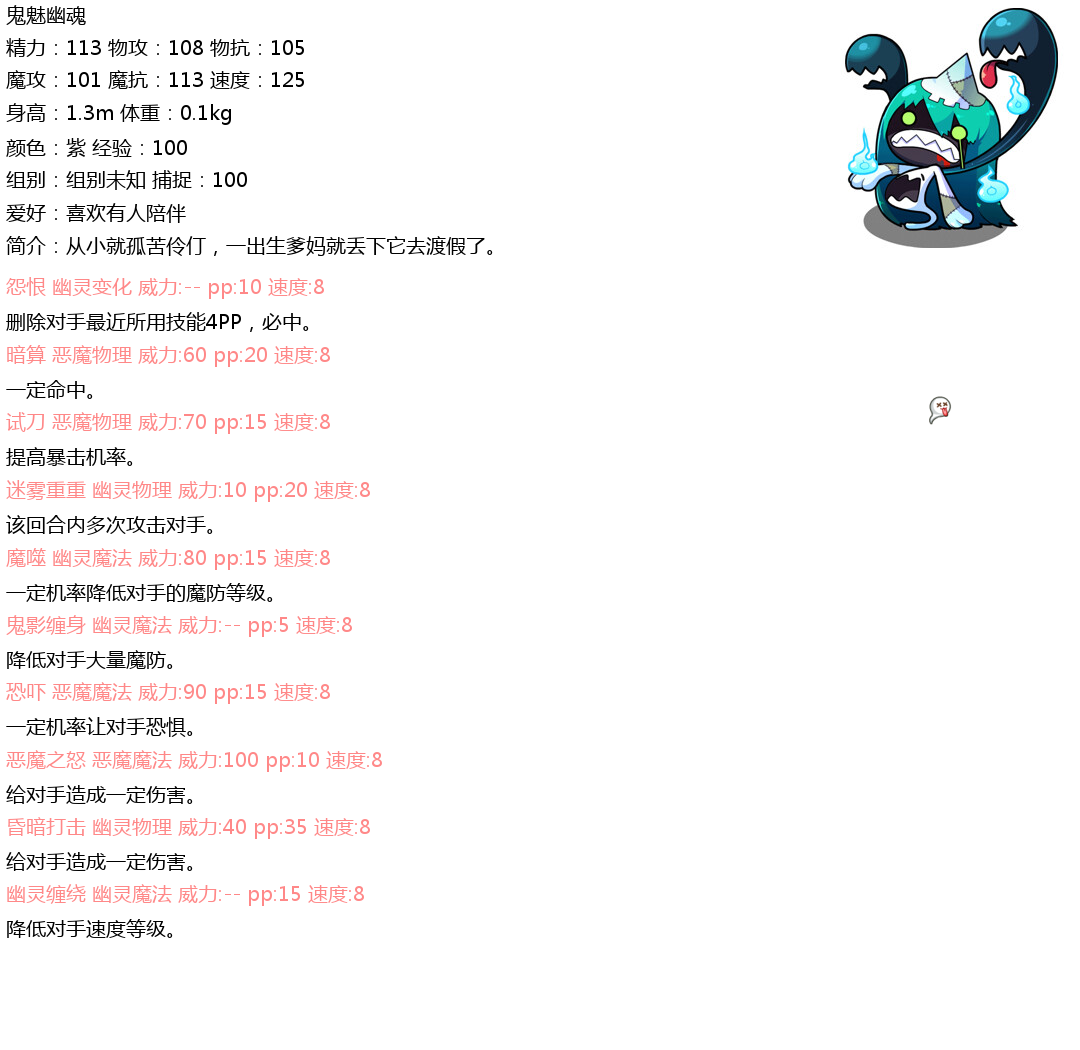 鬼魅幽魂
精力：113 物攻：108 物抗：105
魔攻：101 魔抗：113 速度：125
身高：1.3m 体重：0.1kg
颜色：紫 经验：100
组别：组别未知 捕捉：100
爱好：喜欢有人陪伴
简介：从小就孤苦伶仃，一出生爹妈就丢下它去渡假了。
怨恨 幽灵变化 威力:-- pp:10 速度:8
删除对手最近所用技能4PP，必中。
暗算 恶魔物理 威力:60 pp:20 速度:8
一定命中。
试刀 恶魔物理 威力:70 pp:15 速度:8
提高暴击机率。
迷雾重重 幽灵物理 威力:10 pp:20 速度:8
该回合内多次攻击对手。
魔噬 幽灵魔法 威力:80 pp:15 速度:8
一定机率降低对手的魔防等级。
鬼影缠身 幽灵魔法 威力:-- pp:5 速度:8
降低对手大量魔防。
恐吓 恶魔魔法 威力:90 pp:15 速度:8
一定机率让对手恐惧。
恶魔之怒 恶魔魔法 威力:100 pp:10 速度:8
给对手造成一定伤害。
昏暗打击 幽灵物理 威力:40 pp:35 速度:8
给对手造成一定伤害。
幽灵缠绕 幽灵魔法 威力:-- pp:15 速度:8
降低对手速度等级。